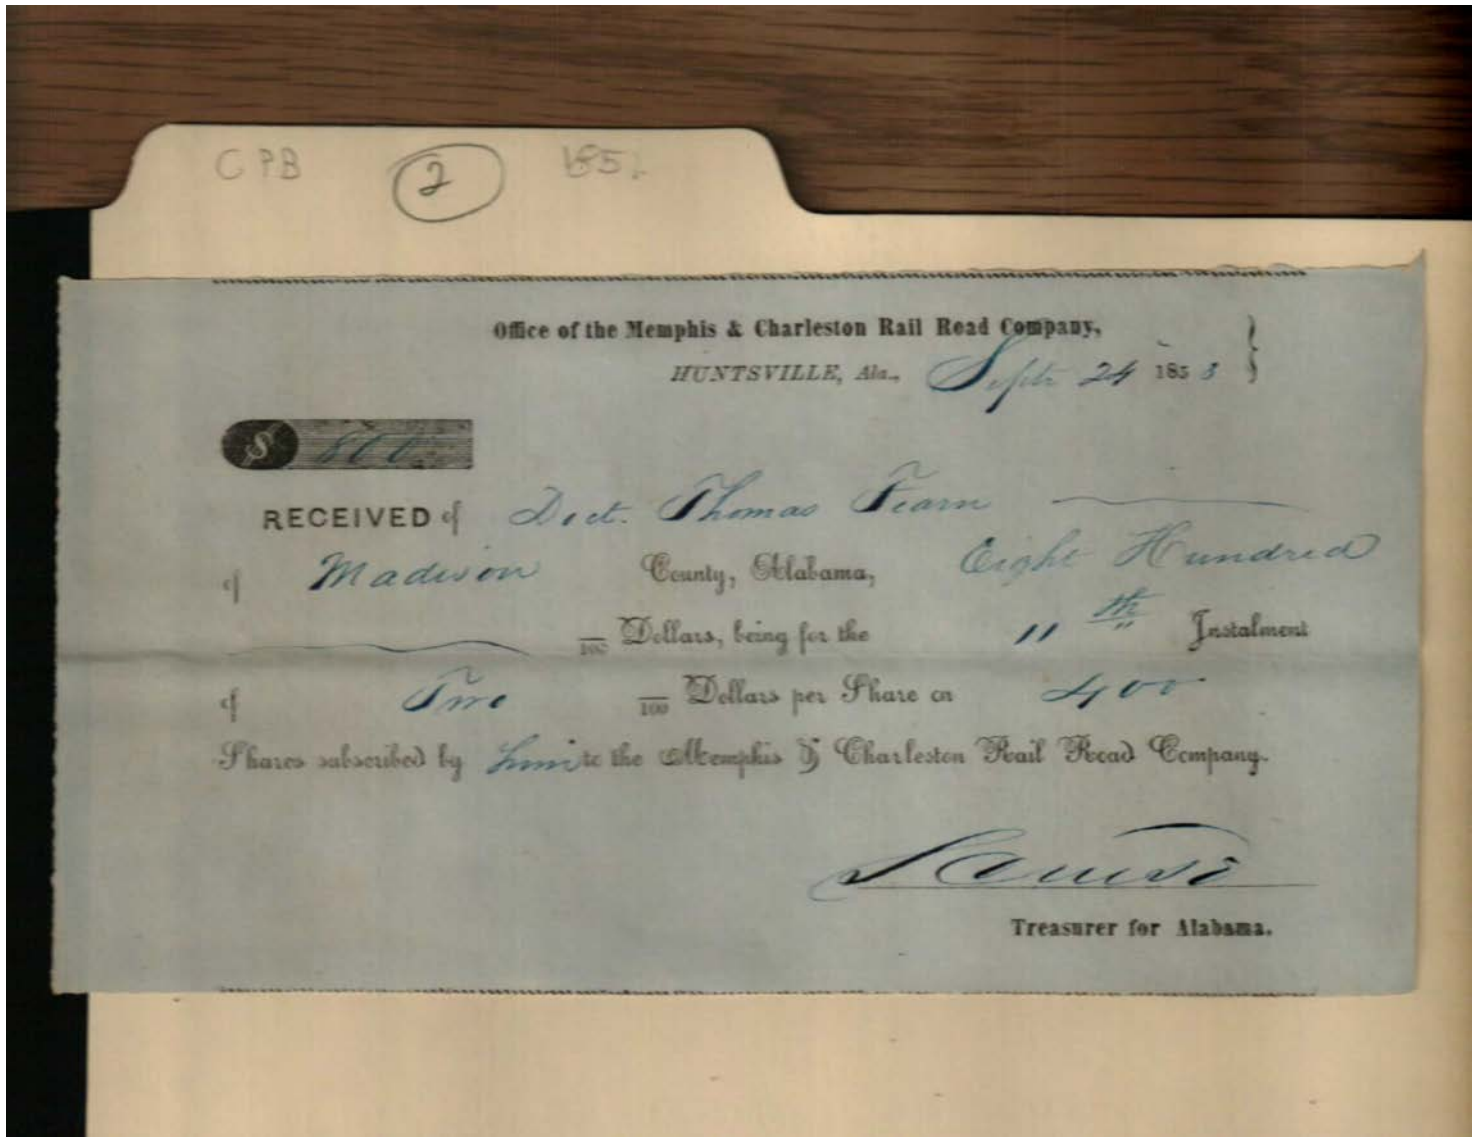 CPB 2 185
Office of the Memphis & Charleston Rail Road Company,
HUNTSVILLE, Ala., Septr 24 1853
$ 800
RECEIVED of Doct. Thomas Fearn
of Madison County, Alabama, Eight Hundred
/100 Dollars, being for the 11th Instalment
of Two /100 Dollars per Share on 400
Shares subscribed by him to the Memphis & Charleston Rail Road Company.
Treasurer for Alabama.